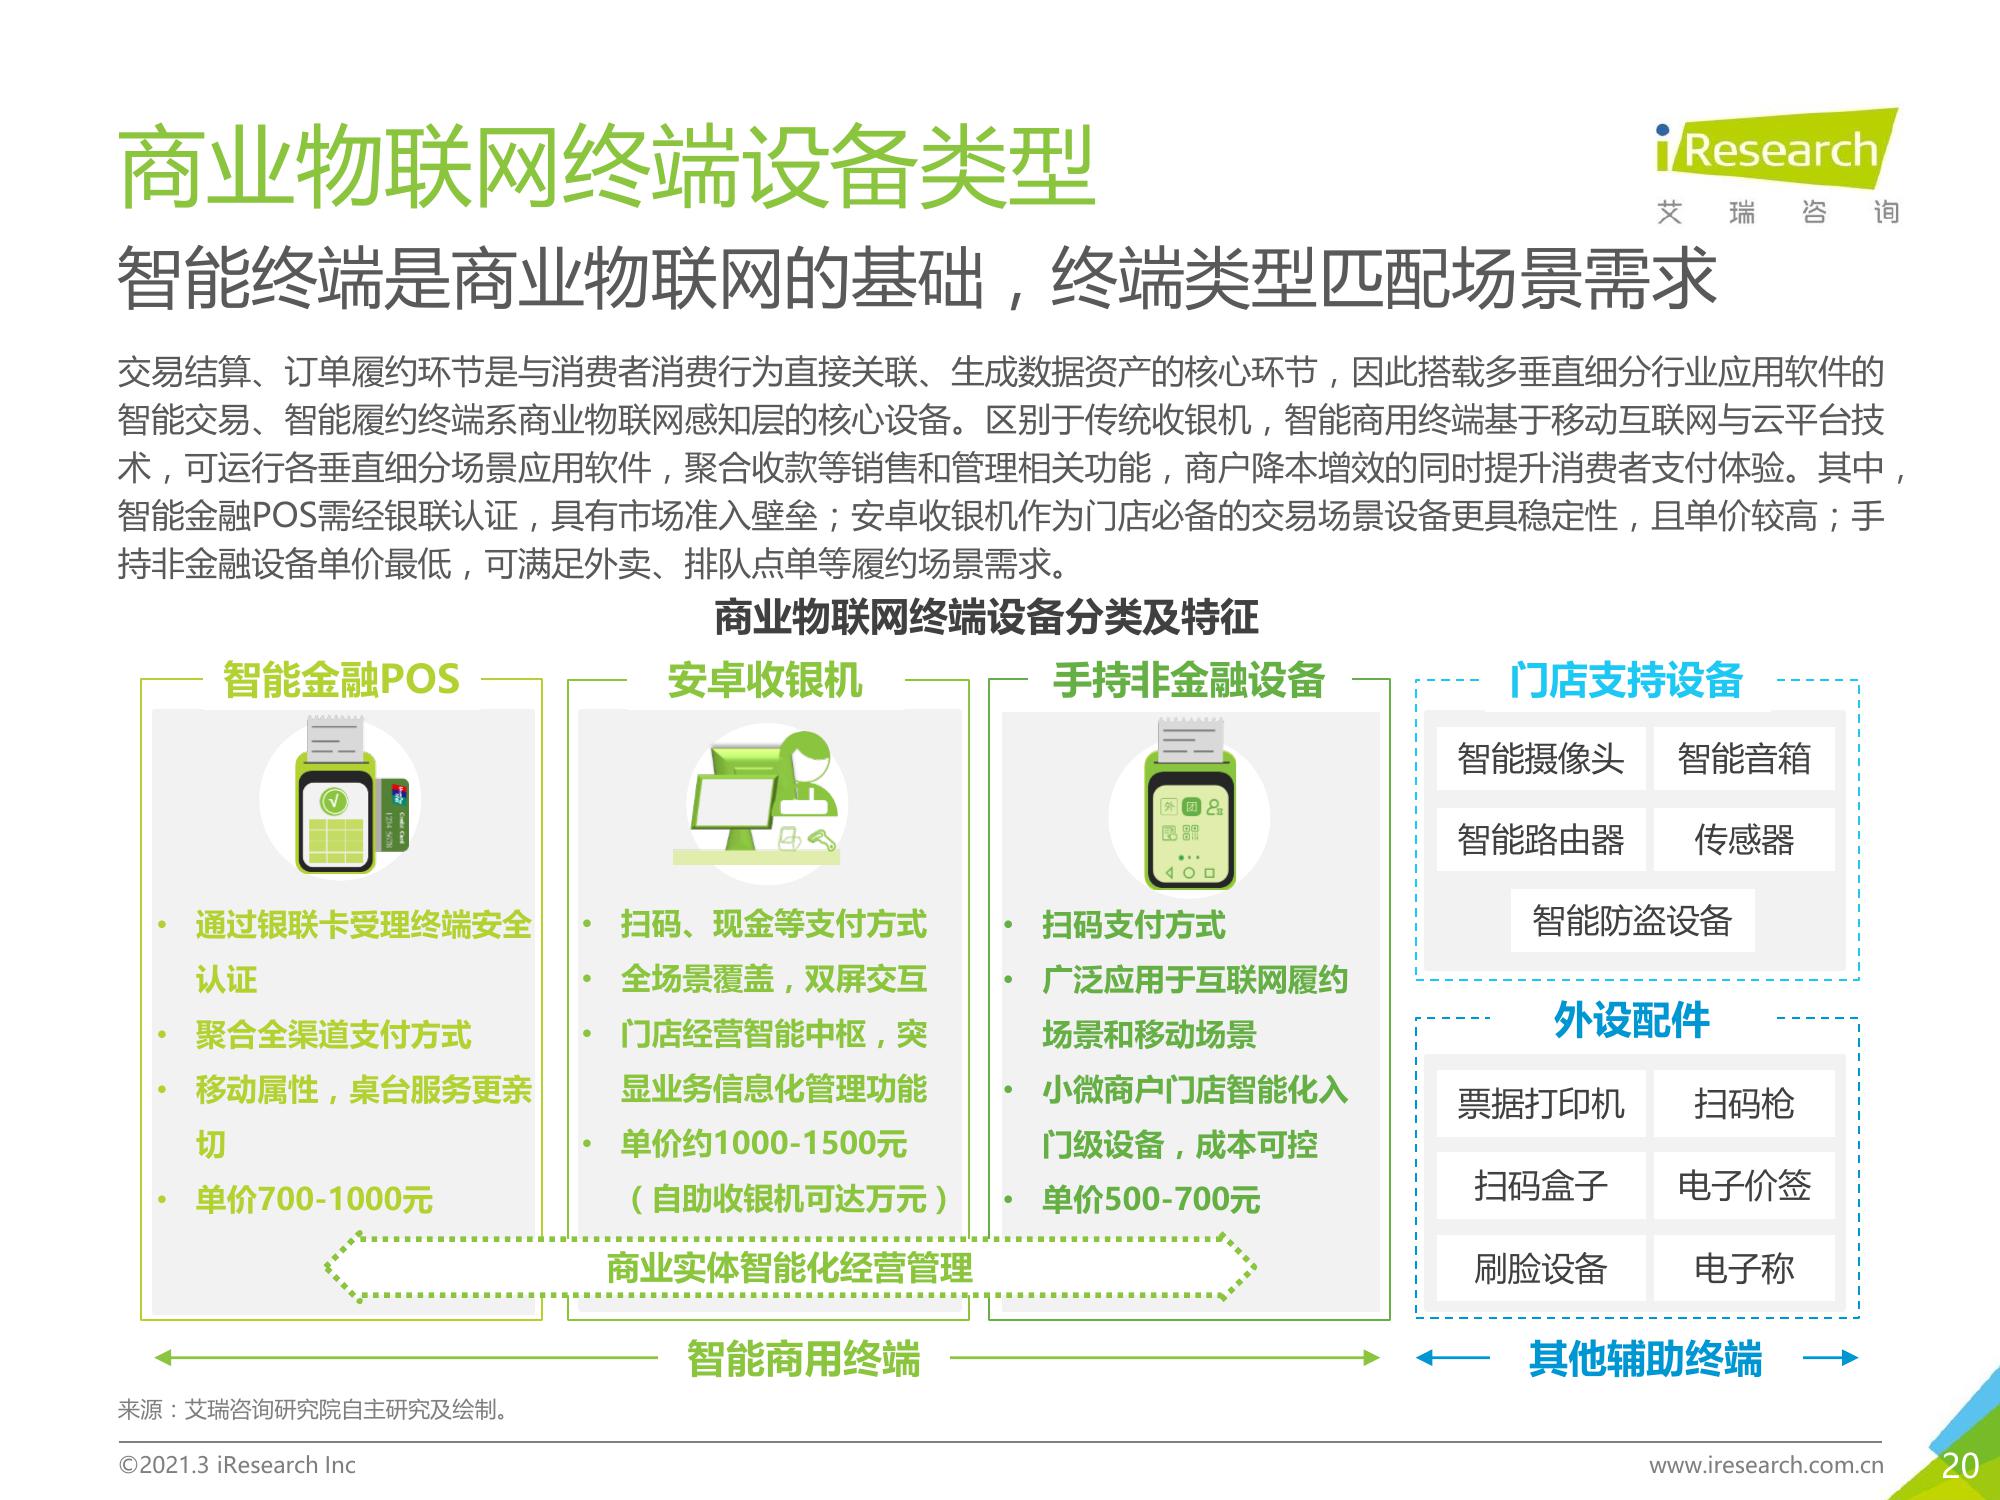 商业物联网终端设备类型
iResearch
艾瑞咨询
智能终端是商业物联网的基础，终端类型匹配场景需求
交易结算、订单履约环节是与消费者消费行为直接关联、生成数据资产的核心环节，因此搭载多垂直细分行业应用软件的
智能交易、智能履约终端系商业物联网感知层的核心设备。区别于传统收银机，智能商用终端基于移动互联网与云平台技
术，可运行各垂直细分场景应用软件，聚合收款等销售和管理相关功能，商户降本增效的同时提升消费者支付体验。其中，
智能金融POS需经银联认证，具有市场准入壁垒；安卓收银机作为门店必备的交易场景设备更具稳定性，且单价较高；手
持非金融设备单价最低，可满足外卖、排队点单等履约场景需求。
商业物联网终端设备分类及特征
智能金融POS
• 通过银联卡受理终端安全
认证
• 聚合全渠道支付方式
• 移动属性，桌台服务更亲
切
• 单价700-1000元
安卓收银机
• 扫码、现金等支付方式
• 全场景覆盖，双屏交互
• 门店经营智能中枢，突
显业务信息化管理功能
• 单价约1000-1500元
（自助收银机可达万元）
手持非金融设备
外 团
• 扫码支付方式
• 广泛应用于互联网履约
场景和移动场景
• 小微商户门店智能化入
门级设备，成本可控
• 单价500-700元
商业实体智能化经营管理
智能商用终端
门店支持设备
智能摄像头 智能音箱
智能路由器 传感器
智能防盗设备
外设配件
票据打印机 扫码枪
扫码盒子 电子价签
刷脸设备 电子称
其他辅助终端
来源：艾瑞咨询研究院自主研究及绘制。
©2021.3 iResearch Inc
www.iresearch.com.cn
20